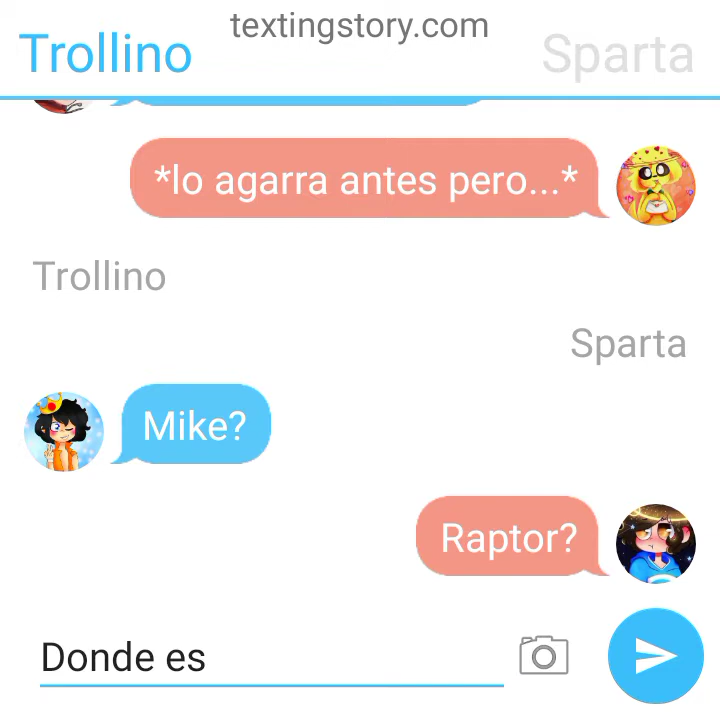 textingstory.com
Trollino
Sparta
*lo agarra antes pero...*
Trollino
Sparta
Mike?
Raptor?
Donde es